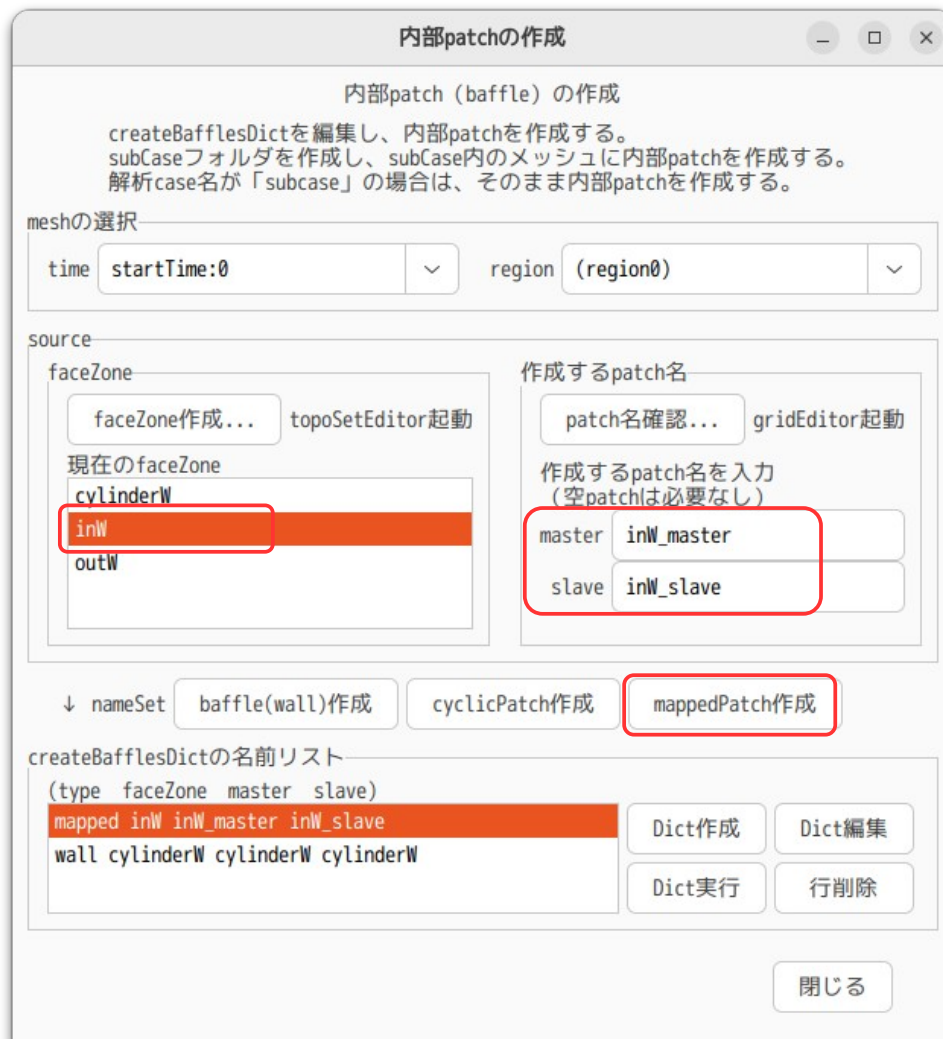 内部patchの作成
内部patch（baffle）の作成
createBafflesDictを編集し、内部patchを作成する。
subCaseフォルダを作成し、subCase内のメッシュに内部patchを作成する。
解析case名が「subcase」の場合は、そのまま内部patchを作成する。
meshの選択
time startTime:0 region (region0)
source
faceZone
faceZone作成... topoSetEditor起動
現在のfaceZone
cylinderW
inW
outW
作成するpatch名
patch名確認... gridEditor起動
作成するpatch名を入力
（空patchは必要なし）
master inW_master
slave inW_slave
↓ nameSet baffle(wall)作成 cyclicPatch作成 mappedPatch作成
createBafflesDictの名前リスト
(type faceZone master slave)
mapped inW inW_master inW_slave
wall cylinderW cylinderW cylinderW
Dict作成 Dict編集
Dict実行 行削除
閉じる